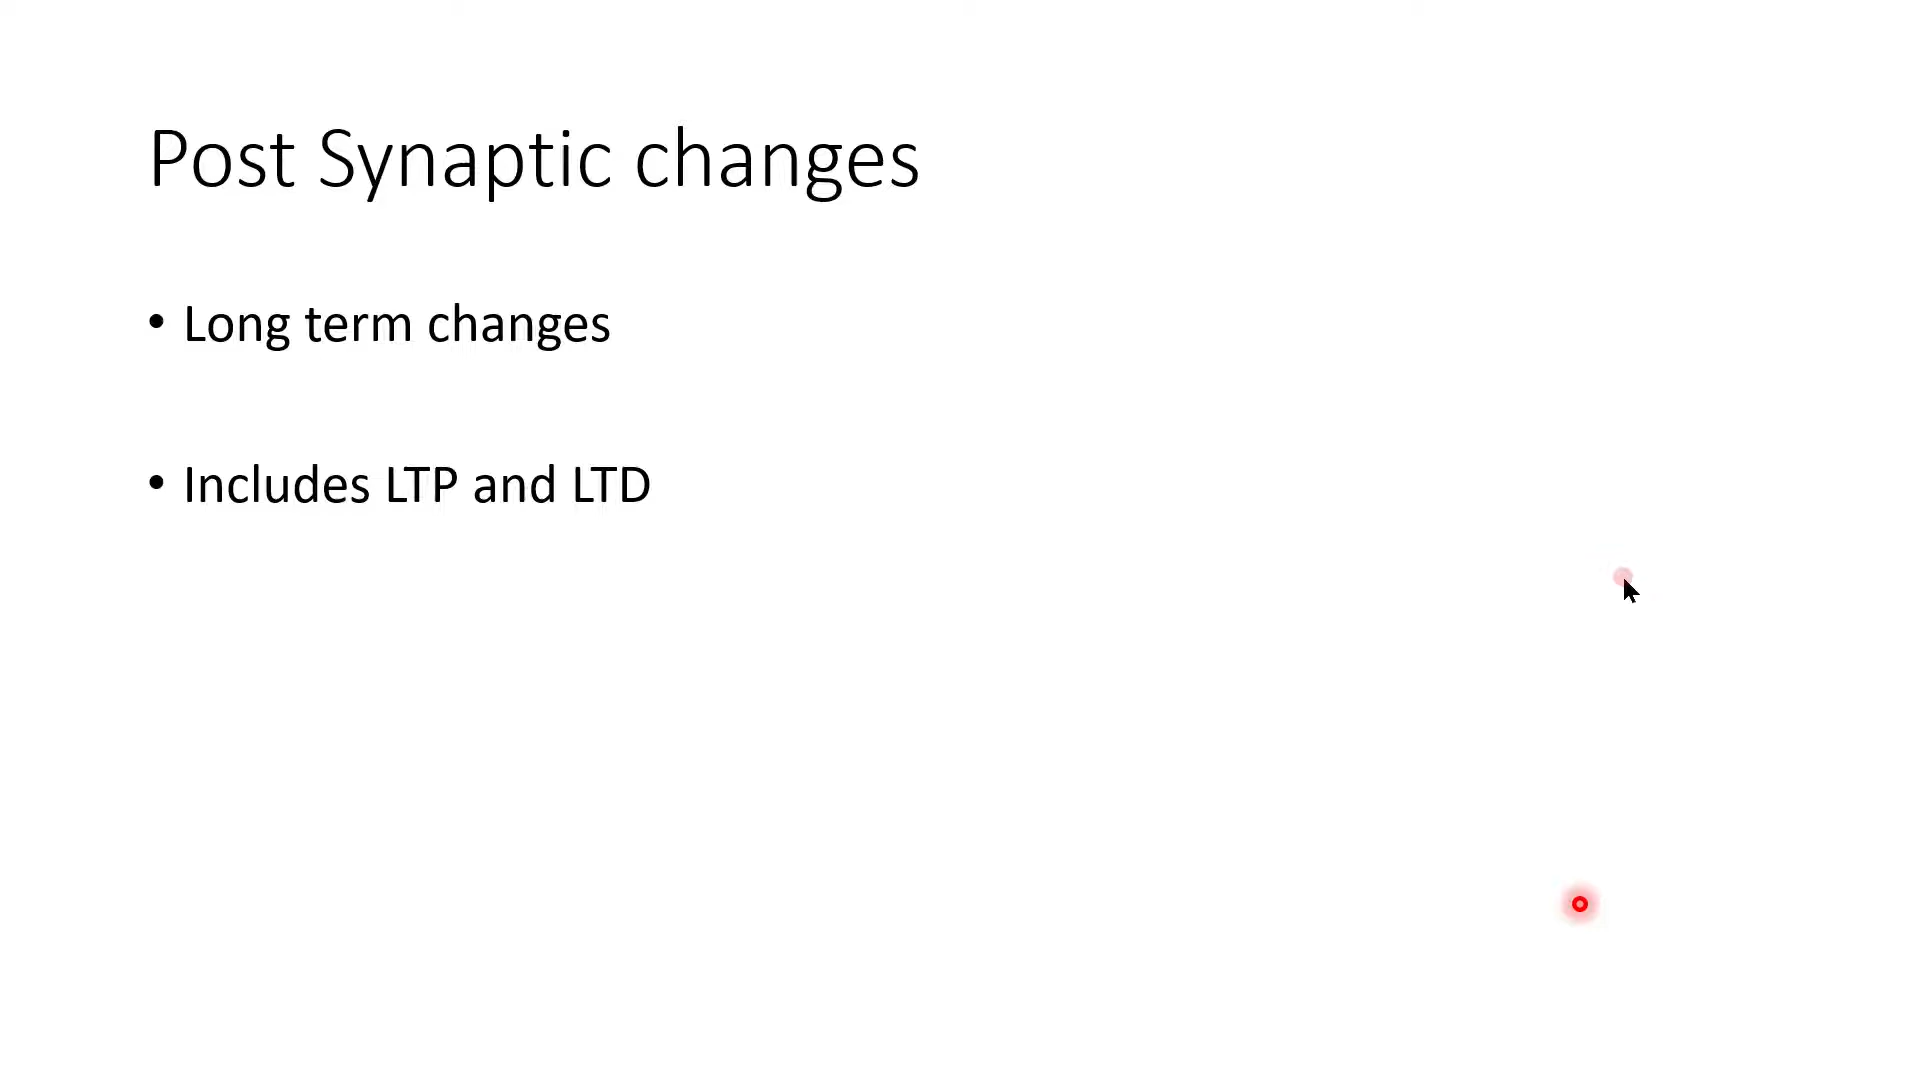 Post Synaptic changes
• Long term changes
• Includes LTP and LTD